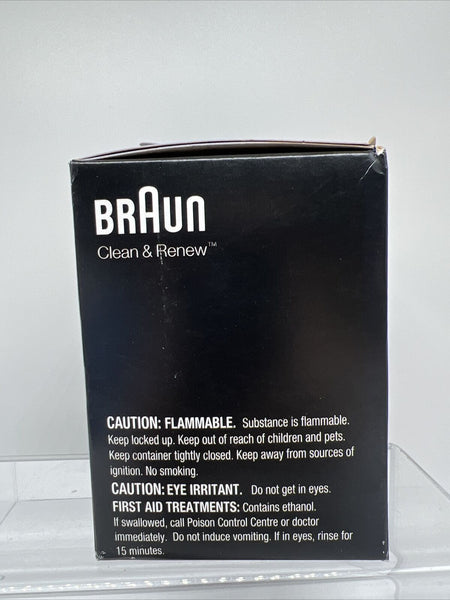 BRAUN
Clean & Renew™
CAUTION: FLAMMABLE. Substance is flammable.
Keep locked up. Keep out of reach of children and pets.
Keep container tightly closed. Keep away from sources of
ignition. No smoking.
CAUTION: EYE IRRITANT. Do not get in eyes.
FIRST AID TREATMENTS: Contains ethanol.
If swallowed, call Poison Control Centre or doctor
immediately. Do not induce vomiting. If in eyes, rinse for
15 minutes.